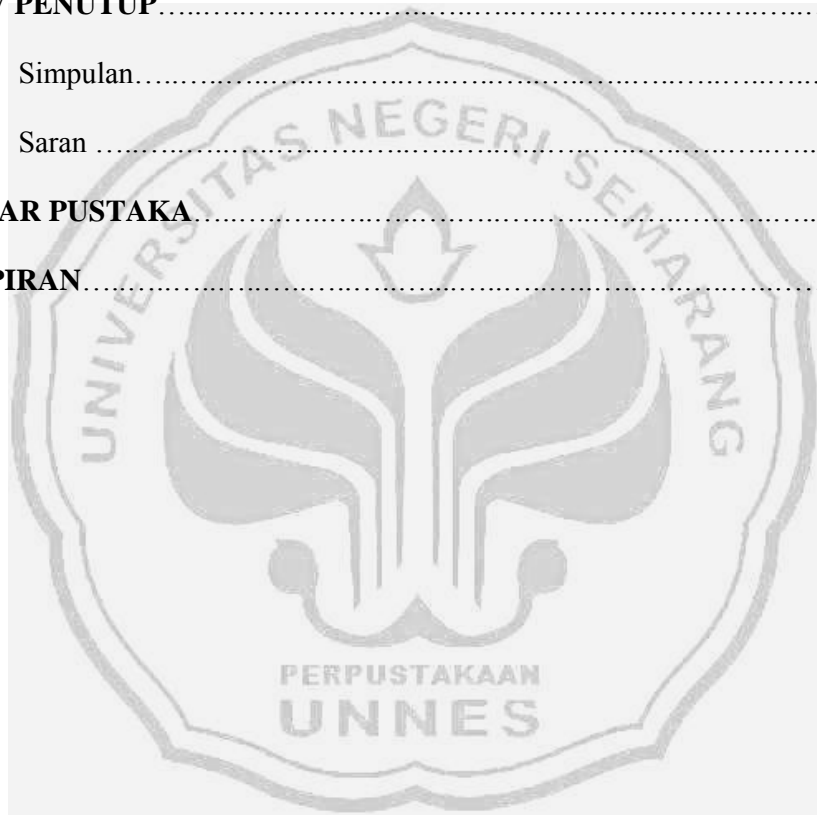 PENUTUP…..…..…..…..…..…..…..…..…..…..…..…..…..…..…..…
Simpulan…..…..…..…..…..…..…..…..…..…..…..…..…..…..…..
Saran …..…..…..…..…..…..…..…..…..…..…..…..…..…..…..…..
AR PUSTAKA…..…..…..…..…..…..…..…..…..…..…..…..…..
PIRAN…..…..…..…..…..…..…..…..…..…..…..…..…..…..…..…
UNIVERSITAS NEGERI SEMARANG
PERPUSTAKAAN
UNNES